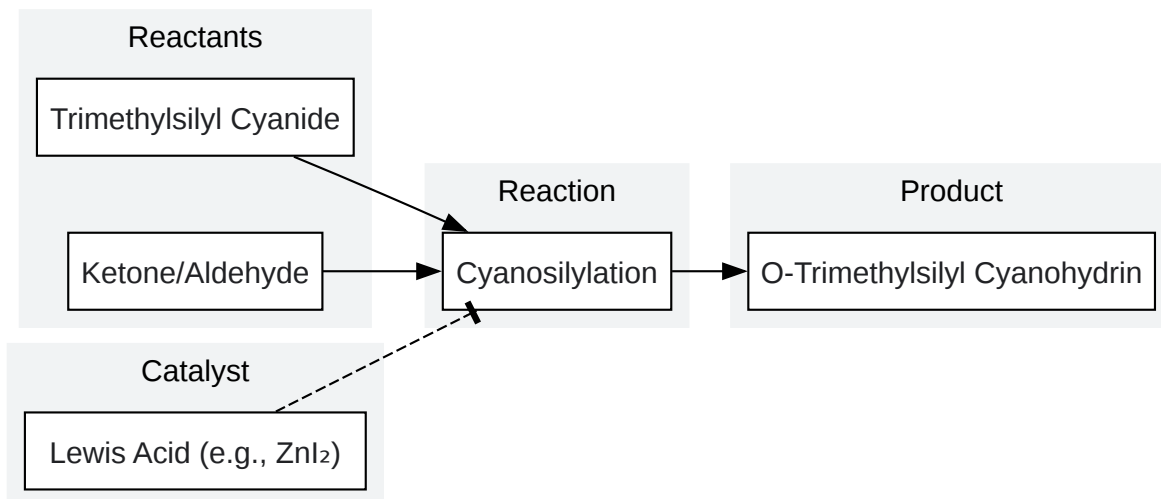 Reactants
Trimethylsilyl Cyanide
Ketone/Aldehyde
Reaction
Cyanosilylation
Product
O-Trimethylsilyl Cyanohydrin
Catalyst
Lewis Acid (e.g., ZnI₂)